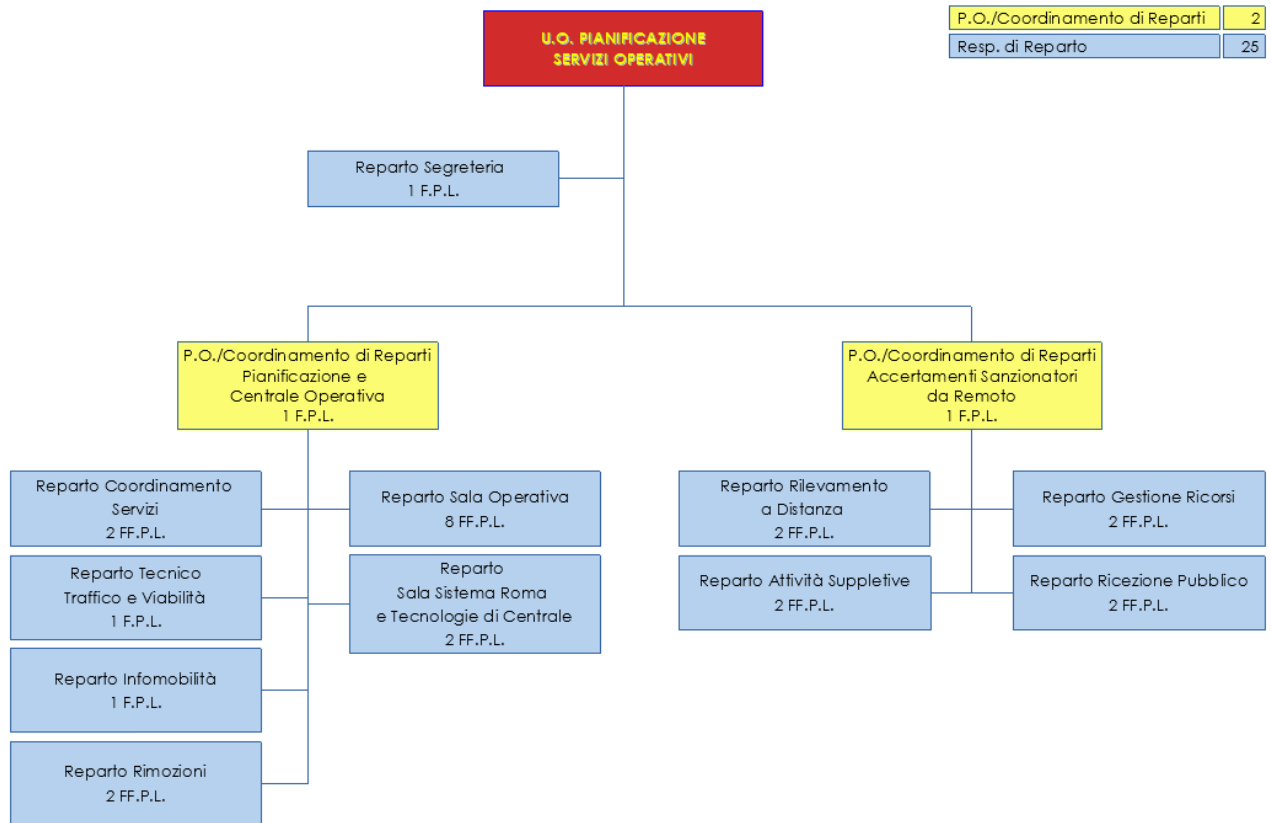 U.O. PIANIFICAZIONE
SERVIZI OPERATIVI
P.O./Coordinamento di Reparti 2
Resp. di Reparto 25
Reparto Segreteria
1 F.P.L.
P.O./Coordinamento di Reparti
Pianificazione e
Centrale Operativa
1 F.P.L.
P.O./Coordinamento di Reparti
Accertamenti Sanzionatori
da Remoto
1 F.P.L.
Reparto Coordinamento
Servizi
2 FF.P.L.
Reparto Sala Operativa
8 FF.P.L.
Reparto Tecnico
Traffico e Viabilità
1 F.P.L.
Reparto
Sala Sistema Roma
e Tecnologie di Centrale
2 FF.P.L.
Reparto Infomobilità
1 F.P.L.
Reparto Rimozioni
2 FF.P.L.
Reparto Rilevamento
a Distanza
2 FF.P.L.
Reparto Gestione Ricorsi
2 FF.P.L.
Reparto Attività Suppletive
2 FF.P.L.
Reparto Ricezione Pubblico
2 FF.P.L.